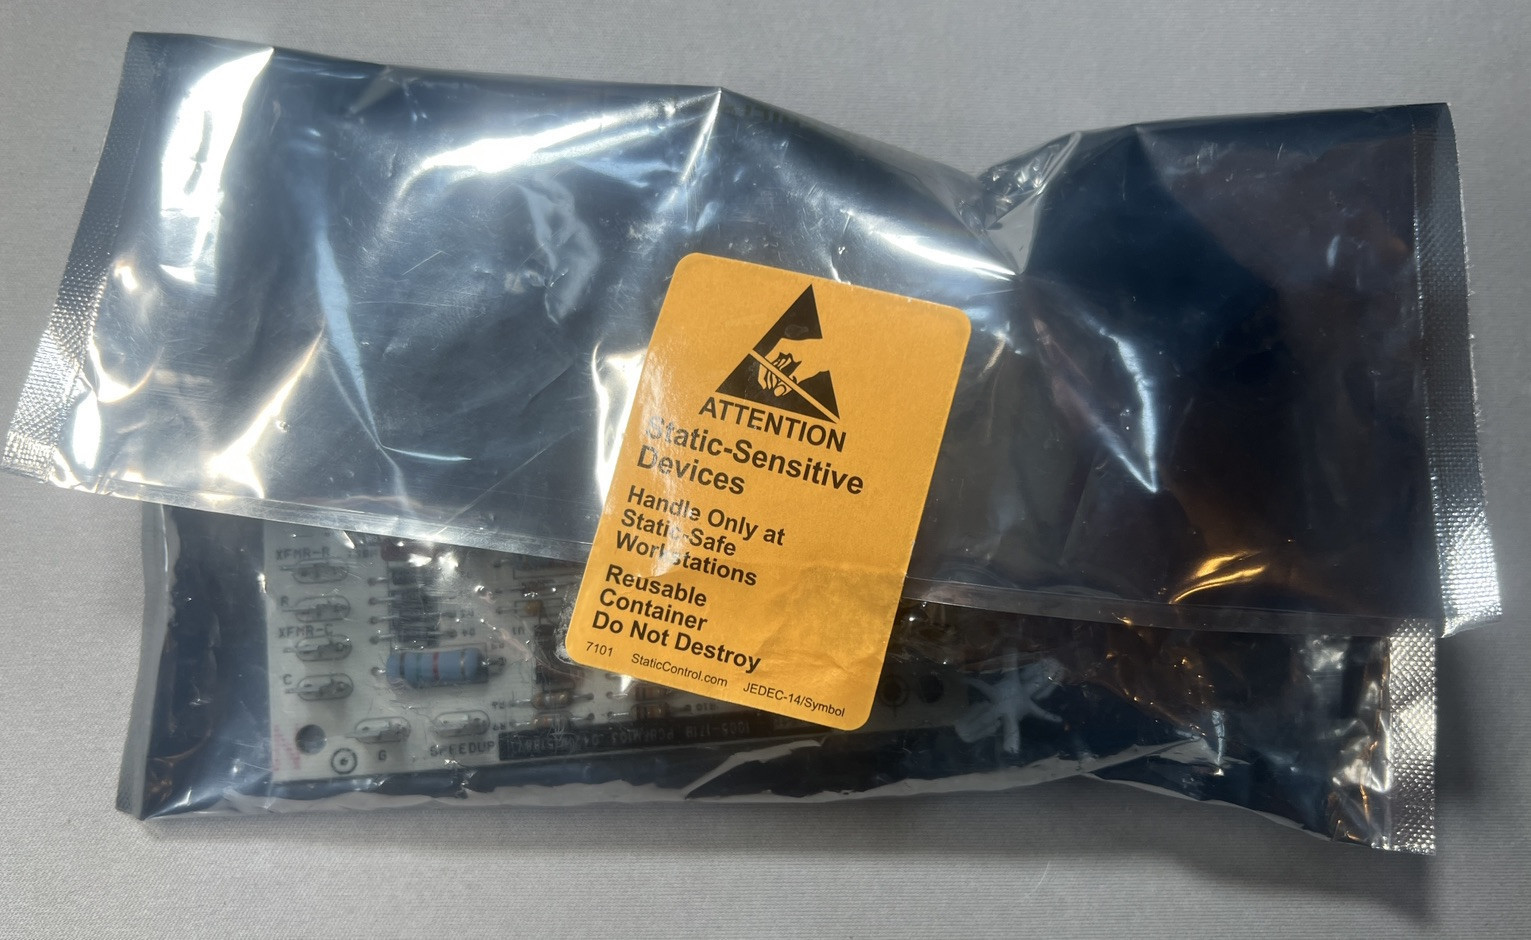 ATTENTION
Static-Sensitive
Devices
Handle Only at
Static-Safe
Workstations
Reusable
Container
Do Not Destroy
7101 StaticControl.com JEDEC-14/Symbol
XFMR-R
R
XFMR-C
C
G SPEEDUP